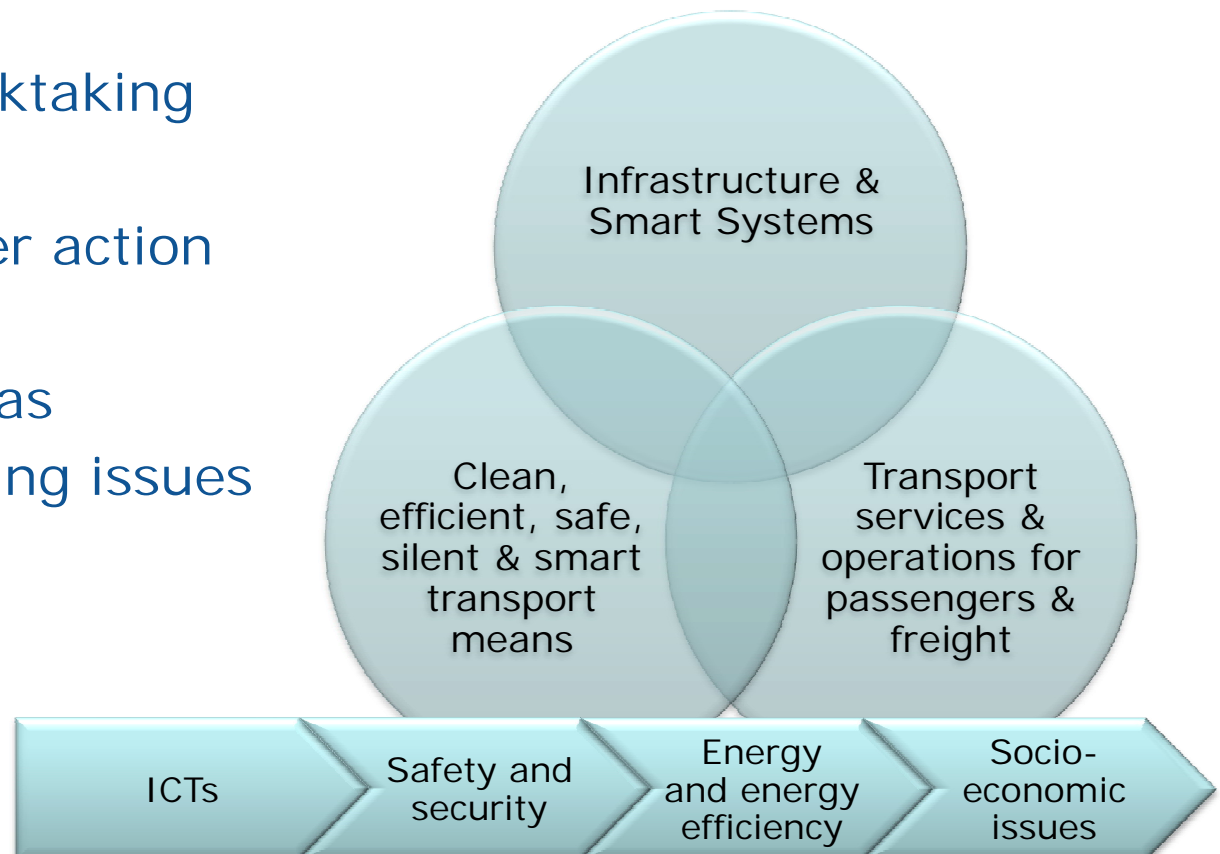 ktaking
er action
as
ng issues
Infrastructure &
Smart Systems
Clean,
efficient, safe,
silent & smart
transport
means
Transport
services &
operations for
passengers &
freight
ICTs
Safety and
security
Energy
and energy
efficiency
Socio-
economic
issues